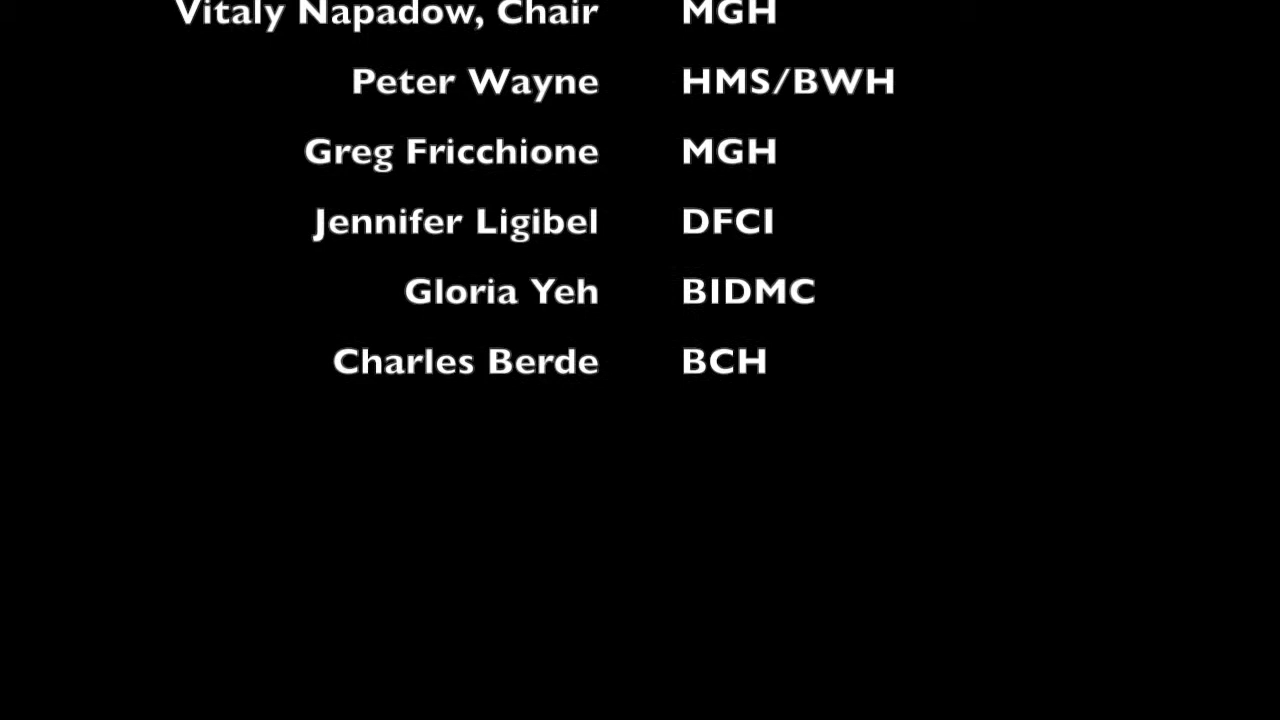 Vitaly Napadow, Chair MGH
Peter Wayne HMS/BWH
Greg Fricchione MGH
Jennifer Ligibel DFCI
Gloria Yeh BIDMC
Charles Berde BCH